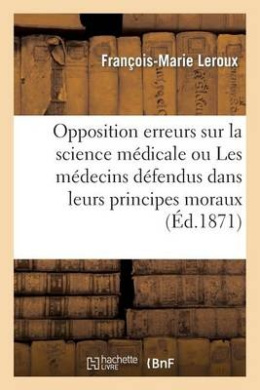 François-Marie Leroux
Opposition erreurs sur la science
médicale ou Les médecins
défendus dans leurs principes moraux
(Éd.1871)
hachette
LIVRE
{BnF